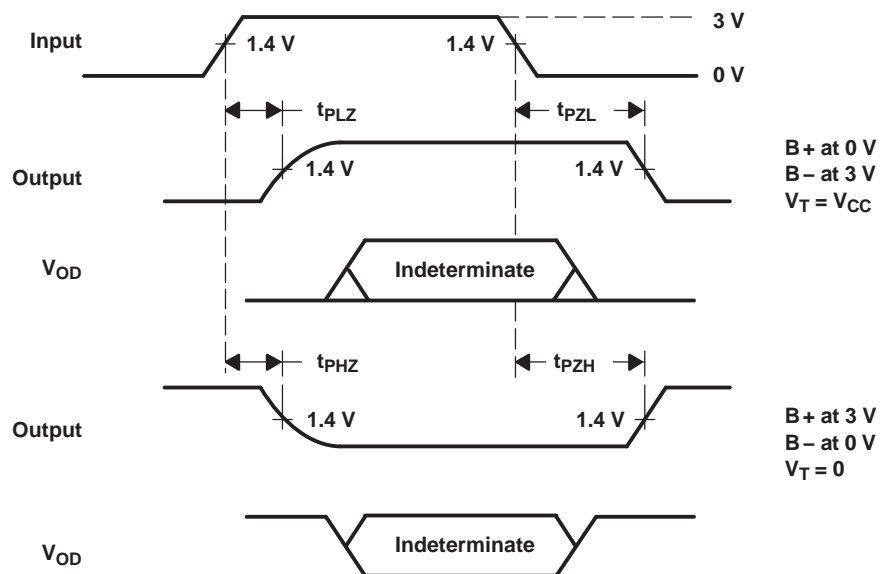 3 V
Input
1.4 V
1.4 V
0 V
tPLZ
tPZL
B+ at 0 V
Output
1.4 V
1.4 V
B− at 3 V
VT = VCC
VOD
Indeterminate
tPHZ
tPZH
B+ at 3 V
Output
1.4 V
1.4 V
B− at 0 V
VT = 0
VOD
Indeterminate